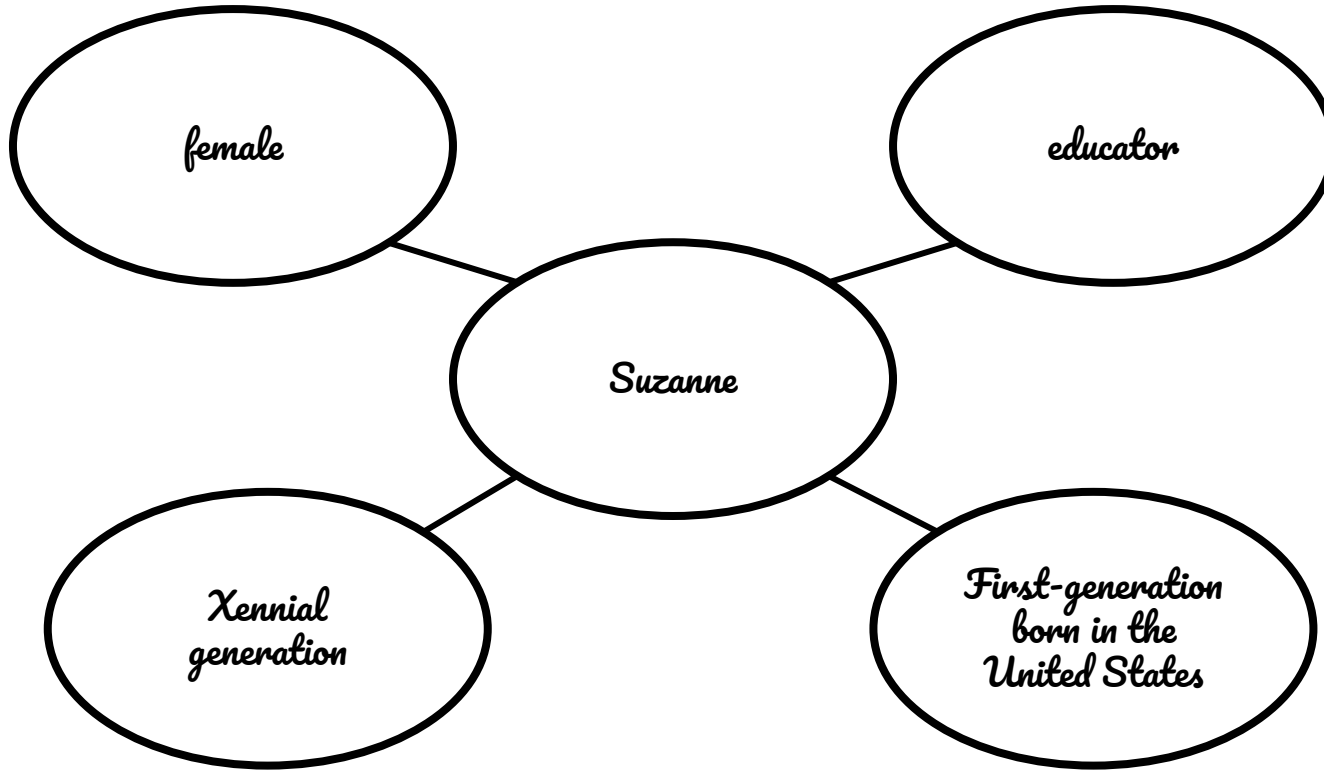 female
educator
Suzanne
Xennial
generation
First-generation
born in the
United States